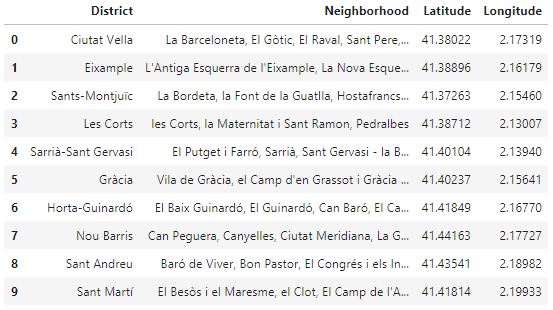 District Neighborhood Latitude Longitude
0 Ciutat Vella La Barceloneta, El Gòtic, El Raval, Sant Pere,... 41.38022 2.17319
1 Eixample L'Antiga Esquerra de l'Eixample, La Nova Esque... 41.38896 2.16179
2 Sants-Montjuïc La Bordeta, la Font de la Guatlla, Hostafrancs... 41.37263 2.15460
3 Les Corts les Corts, la Maternitat i Sant Ramon, Pedralbes 41.38712 2.13007
4 Sarrià-Sant Gervasi El Putget i Farró, Sarrià, Sant Gervasi - la B... 41.40104 2.13940
5 Gràcia Vila de Gràcia, el Camp d'en Grassot i Gràcia ... 41.40237 2.15641
6 Horta-Guinardó El Baix Guinardó, El Guinardó, Can Baró, El Ca... 41.41849 2.16770
7 Nou Barris Can Peguera, Canyelles, Ciutat Meridiana, La G... 41.44163 2.17727
8 Sant Andreu Baró de Viver, Bon Pastor, El Congrés i els In... 41.43541 2.18982
9 Sant Martí El Besòs i el Maresme, el Clot, El Camp de l'A... 41.41814 2.19933